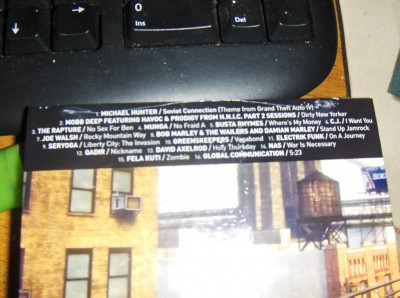 0
Ins
Del
1. MICHAEL HUNTER / Soviet Connection (Theme from Grand Theft Auto IV)
2. MOBB DEEP FEATURING HAVOC & PRODIGY FROM H.N.I.C. PART 2 SESSIONS / Dirty New Yorker
3. THE RAPTURE / No Sex For Ben 4. MUNGA / No Fraid A 5. BUSTA RHYMES / Where's My Money 6. C.J. / I Want You
7. JOE WALSH / Rocky Mountain Way 8. BOB MARLEY & THE WAILERS AND DAMIAN MARLEY / Stand Up Jamrock
9. SERYOGA / Liberty City: The Invasion 10. GREENSKEEPERS / Vagabond 11. ELECTRIK FUNK / On A Journey
12. QADIR / Nickname 13. DAVID AXELROD / Holy Thursday 14. NAS / War Is Necessary
15. FELA KUTI / Zombie 16. GLOBAL COMMUNICATION / 5:23